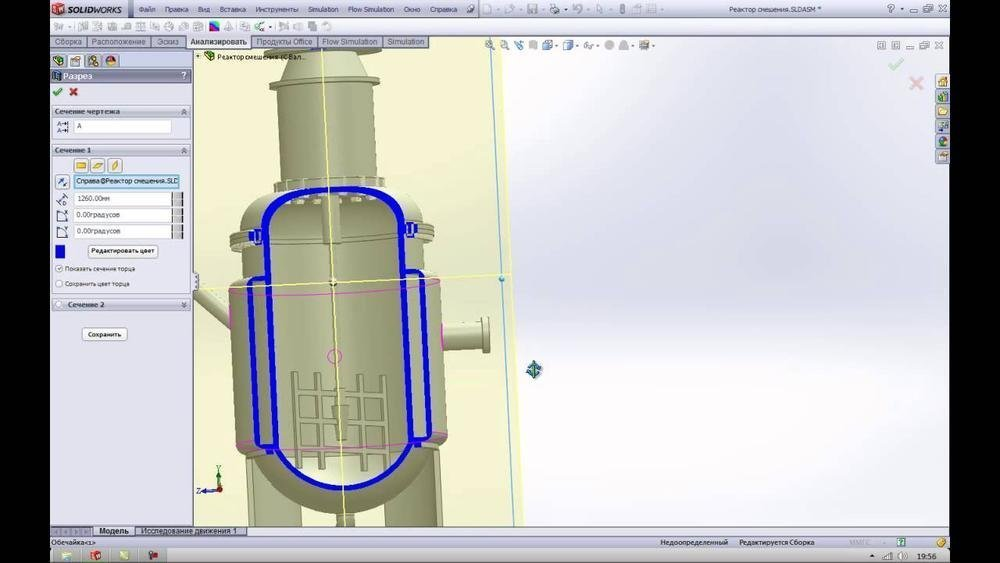 SOLIDWORKS Файл Правка Вид Вставка Инструменты Simulation Flow Simulation Окно Справка Реактор смешения.SLDASM *
Сборка Расположение Эскиз Анализировать Продукты Office Flow Simulation Simulation
Реактор смешения
Разрез ?
Сечение чертежа
A
Сечение 1
Справа@Реактор смешения.SLD
1260.00мм
0.00градусов
0.00градусов
Редактировать цвет
Показать сечение торца
Сохранить цвет торца
Сечение 2
Сохранить
Y
Z
Модель Исследование движения 1
Обечайка<1> Недоопределенный Редактируется Сборка ММГС
19:56